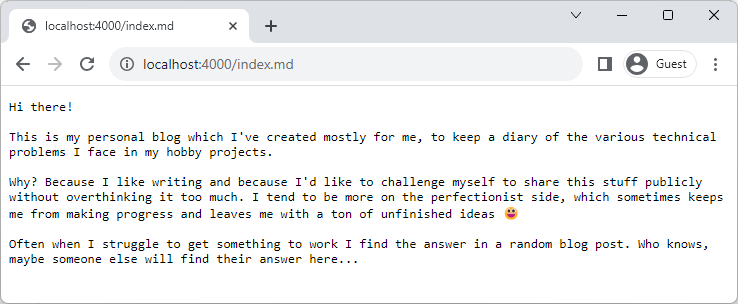 localhost:4000/index.md
localhost:4000/index.md
Guest
Hi there!
This is my personal blog which I've created mostly for me, to keep a diary of the various technical
problems I face in my hobby projects.
Why? Because I like writing and because I'd like to challenge myself to share this stuff publicly
without overthinking it too much. I tend to be more on the perfectionist side, which sometimes keeps
me from making progress and leaves me with a ton of unfinished ideas 😃
Often when I struggle to get something to work I find the answer in a random blog post. Who knows,
maybe someone else will find their answer here...